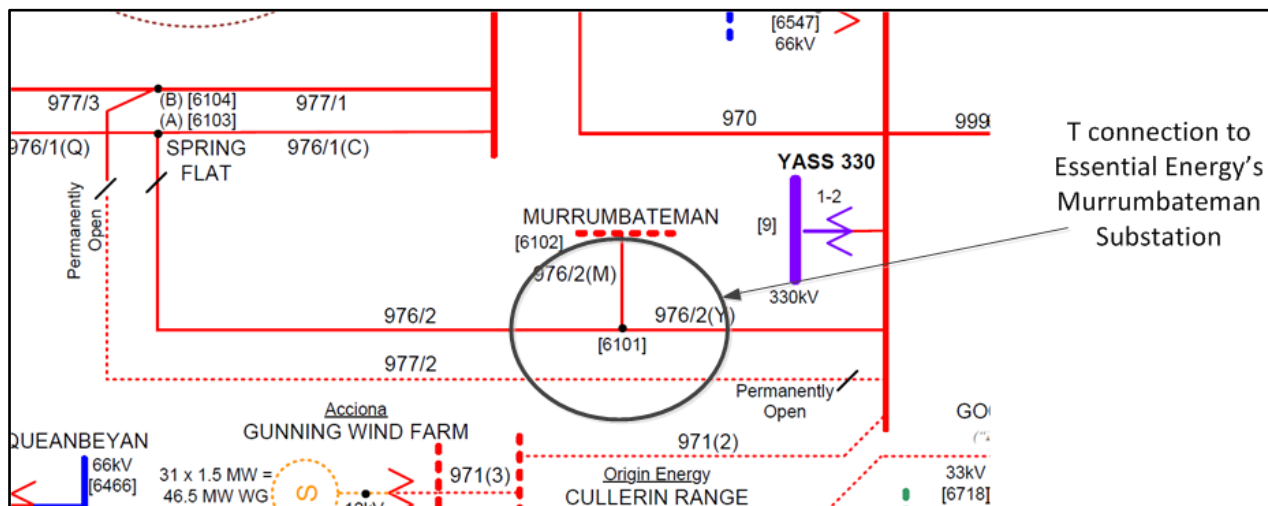 [6547]
66kV
977/3
(B) [6104]
977/1
(A) [6103]
976/1(Q)
SPRING
FLAT
976/1(C)
970
YASS 330
1-2
[9]
330kV
Permanently
Open
MURRUMBATEMAN
[6102]
976/2(M)
976/2
976/2(Y)
[6101]
977/2
Permanently
Open
T connection to
Essential Energy's
Murrumbateman
Substation
Acciona
GUNNING WIND FARM
QUEANBEYAN
66kV
[6466]
31 x 1.5 MW =
46.5 MW WG
S
971(3)
971(2)
Origin Energy
CULLERIN RANGE
33kV
[6718]